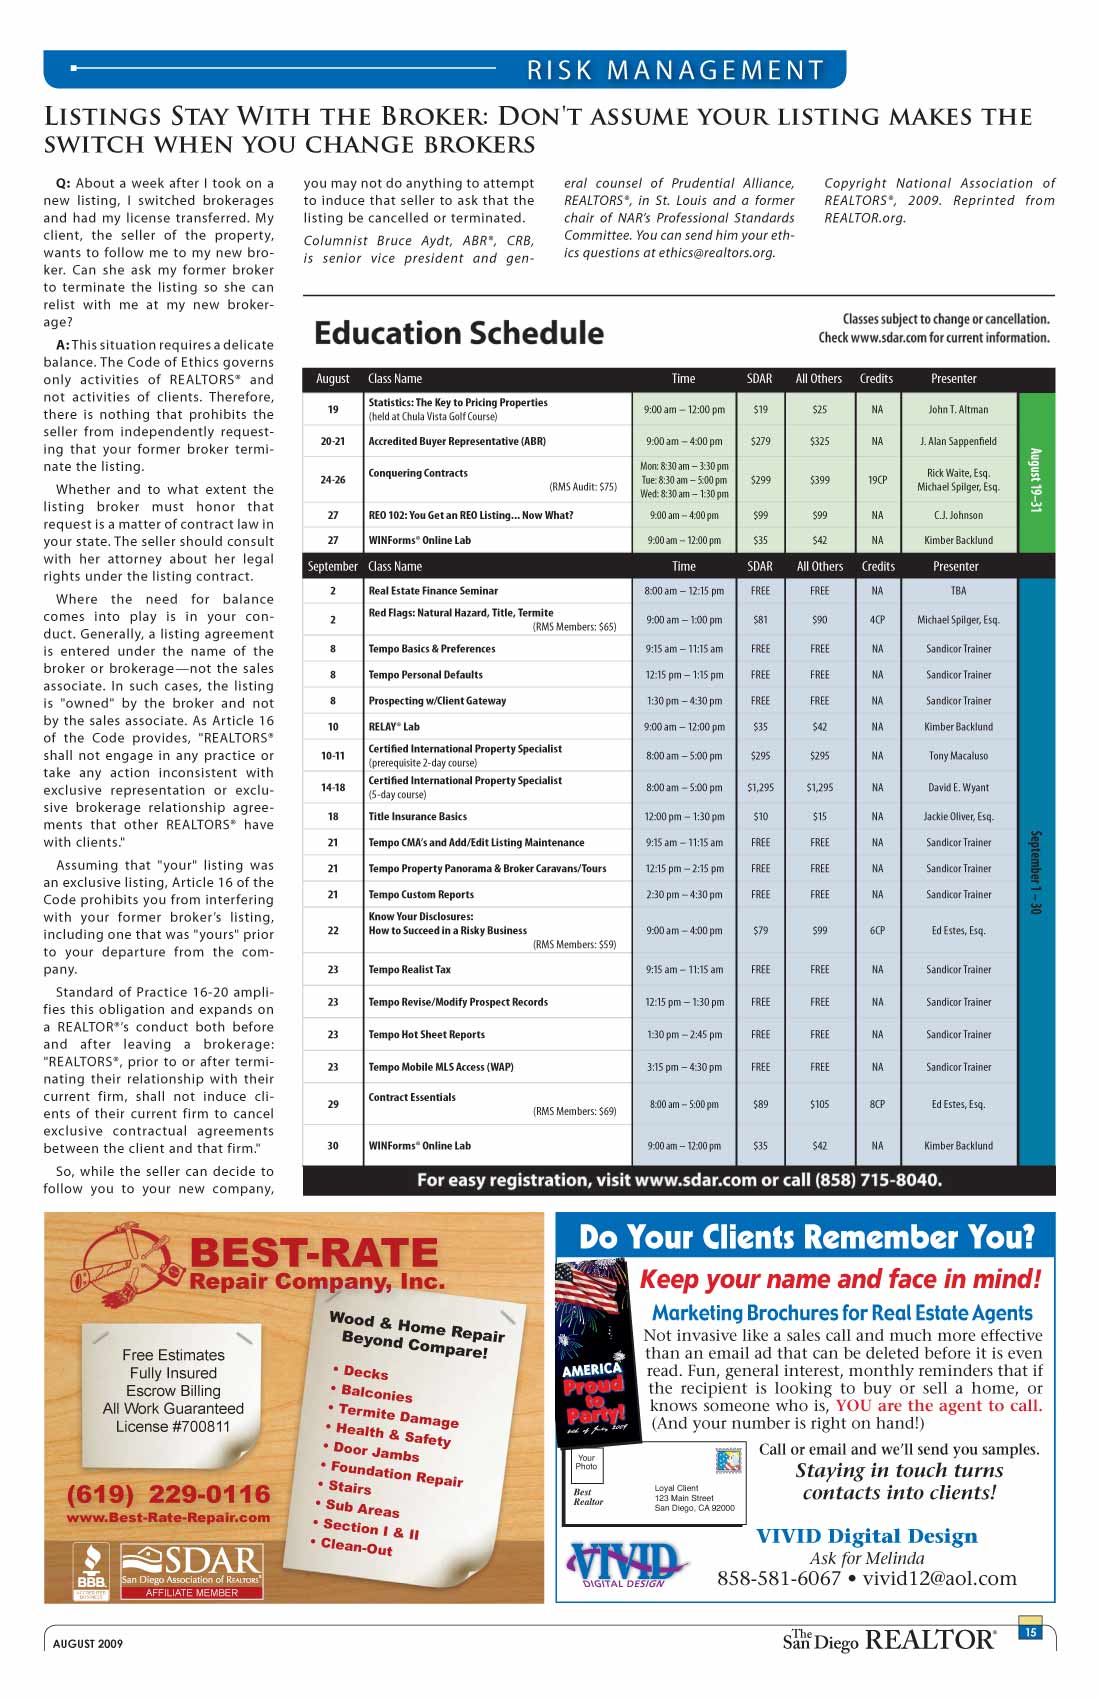 RISK MANAGEMENT
Listings Stay With the Broker: Don't assume your listing makes the
switch when you change brokers
Q: About a week after I took on a
new listing, I switched brokerages
and had my license transferred. My
client, the seller of the property,
wants to follow me to my new bro-
ker. Can she ask my former broker
to terminate the listing so she can
relist with me at my new broker-
age?
A: This situation requires a delicate
balance. The Code of Ethics governs
only activities of REALTORS® and
not activities of clients. Therefore,
there is nothing that prohibits the
seller from independently request-
ing that your former broker termi-
nate the listing.
Whether and to what extent the
listing broker must honor that
request is a matter of contract law in
your state. The seller should consult
with her attorney about her legal
rights under the listing contract.
Where the need for balance
comes into play is in your con-
duct. Generally, a listing agreement
is entered under the name of the
broker or brokerage—not the sales
associate. In such cases, the listing
is "owned" by the broker and not
by the sales associate. As Article 16
of the Code provides, "REALTORS®
shall not engage in any practice or
take any action inconsistent with
exclusive representation or exclu-
sive brokerage relationship agree-
ments that other REALTORS® have
with clients."
Assuming that "your" listing was
an exclusive listing, Article 16 of the
Code prohibits you from interfering
with your former broker's listing,
including one that was "yours" prior
to your departure from the com-
pany.
Standard of Practice 16-20 ampli-
fies this obligation and expands on
a REALTOR®'s conduct both before
and after leaving a brokerage:
"REALTORS®, prior to or after termi-
nating their relationship with their
current firm, shall not induce cli-
ents of their current firm to cancel
exclusive contractual agreements
between the client and that firm."
So, while the seller can decide to
follow you to your new company,
you may not do anything to attempt
to induce that seller to ask that the
listing be cancelled or terminated.
Columnist Bruce Aydt, ABR®, CRB,
is senior vice president and gen-
eral counsel of Prudential Alliance,
REALTORS®, in St. Louis and a former
chair of NAR's Professional Standards
Committee. You can send him your eth-
ics questions at ethics@realtors.org.
Copyright National Association of
REALTORS®, 2009. Reprinted from
REALTOR.org.
Education Schedule
Classes subject to change or cancellation.
Check www.sdar.com for current information.
August Class Name Time SDAR All Others Credits Presenter
19 Statistics: The Key to Pricing Properties (held at Chula Vista Golf Course) 9:00 am – 12:00 pm $19 $25 NA John T. Altman
20-21 Accredited Buyer Representative (ABR) 9:00 am – 4:00 pm $279 $325 NA J. Alan Sappenfield
24-26 Conquering Contracts (RMS Audit: $75) Mon: 8:30 am – 3:30 pm Tue: 8:30 am – 5:00 pm Wed: 8:30 am – 1:30 pm $299 $399 19CP Rick Waite, Esq. Michael Spilger, Esq.
27 REO 102: You Get an REO Listing... Now What? 9:00 am – 4:00 pm $99 $99 NA C.J. Johnson
27 WINForms® Online Lab 9:00 am – 12:00 pm $35 $42 NA Kimber Backlund
August 19–31
September Class Name Time SDAR All Others Credits Presenter
2 Real Estate Finance Seminar 8:00 am – 12:15 pm FREE FREE NA TBA
2 Red Flags: Natural Hazard, Title, Termite (RMS Members: $65) 9:00 am – 1:00 pm $81 $90 4CP Michael Spilger, Esq.
8 Tempo Basics & Preferences 9:15 am – 11:15 am FREE FREE NA Sandicor Trainer
8 Tempo Personal Defaults 12:15 pm – 1:15 pm FREE FREE NA Sandicor Trainer
8 Prospecting w/Client Gateway 1:30 pm – 4:30 pm FREE FREE NA Sandicor Trainer
10 RELAY® Lab 9:00 am – 12:00 pm $35 $42 NA Kimber Backlund
10-11 Certified International Property Specialist (prerequisite 2-day course) 8:00 am – 5:00 pm $295 $295 NA Tony Macaluso
14-18 Certified International Property Specialist (5-day course) 8:00 am – 5:00 pm $1,295 $1,295 NA David E. Wyant
18 Title Insurance Basics 12:00 pm – 1:30 pm $10 $15 NA Jackie Oliver, Esq.
21 Tempo CMA's and Add/Edit Listing Maintenance 9:15 am – 11:15 am FREE FREE NA Sandicor Trainer
21 Tempo Property Panorama & Broker Caravans/Tours 12:15 pm – 2:15 pm FREE FREE NA Sandicor Trainer
21 Tempo Custom Reports 2:30 pm – 4:30 pm FREE FREE NA Sandicor Trainer
22 Know Your Disclosures: How to Succeed in a Risky Business (RMS Members: $59) 9:00 am – 4:00 pm $79 $99 6CP Ed Estes, Esq.
23 Tempo Realist Tax 9:15 am – 11:15 am FREE FREE NA Sandicor Trainer
23 Tempo Revise/Modify Prospect Records 12:15 pm – 1:30 pm FREE FREE NA Sandicor Trainer
23 Tempo Hot Sheet Reports 1:30 pm – 2:45 pm FREE FREE NA Sandicor Trainer
23 Tempo Mobile MLS Access (WAP) 3:15 pm – 4:30 pm FREE FREE NA Sandicor Trainer
29 Contract Essentials (RMS Members: $69) 8:00 am – 5:00 pm $89 $105 8CP Ed Estes, Esq.
30 WINForms® Online Lab 9:00 am – 12:00 pm $35 $42 NA Kimber Backlund
September 1 – 30
For easy registration, visit www.sdar.com or call (858) 715-8040.
BEST-RATE
Repair Company, Inc.
Free Estimates
Fully Insured
Escrow Billing
All Work Guaranteed
License #700811
(619) 229-0116
www.Best-Rate-Repair.com
BBB
ACCREDITED
BUSINESS
SDAR
San Diego Association of REALTORS®
AFFILIATE MEMBER
Wood & Home Repair
Beyond Compare!
• Decks
• Balconies
• Termite Damage
• Health & Safety
• Door Jambs
• Foundation Repair
• Stairs
• Sub Areas
• Section I & II
• Clean-Out
Do Your Clients Remember You?
Keep your name and face in mind!
Marketing Brochures for Real Estate Agents
Not invasive like a sales call and much more effective
than an email ad that can be deleted before it is even
read. Fun, general interest, monthly reminders that if
the recipient is looking to buy or sell a home, or
knows someone who is, YOU are the agent to call.
(And your number is right on hand!)
AMERICA
Proud
to
Party!
4th of July 2009
Your
Photo
Best
Realtor
Loyal Client
123 Main Street
San Diego, CA 92000
Call or email and we'll send you samples.
Staying in touch turns
contacts into clients!
VIVID Digital Design
Ask for Melinda
858-581-6067 • vivid12@aol.com
VIVID
DIGITAL DESIGN
AUGUST 2009
The San Diego REALTOR®
15